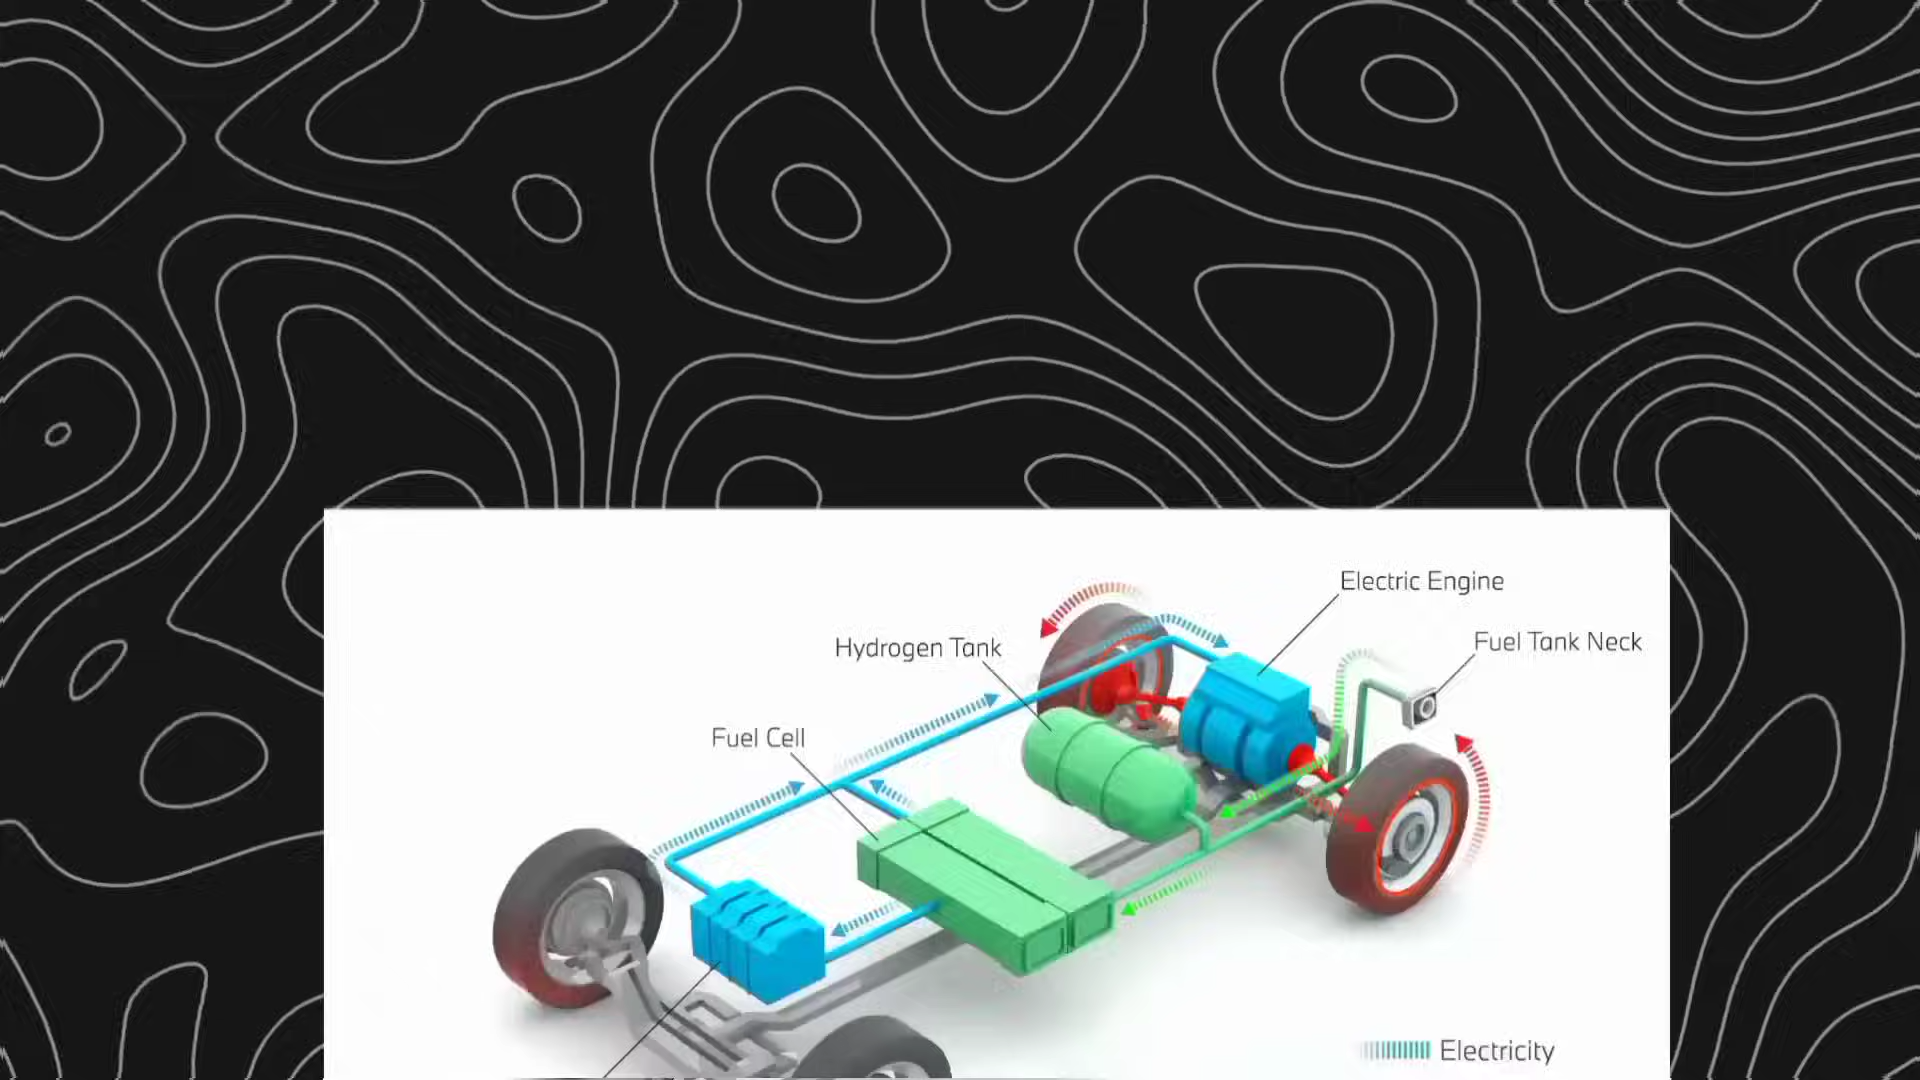 Electric Engine
Fuel Tank Neck
Hydrogen Tank
Fuel Cell
Electricity